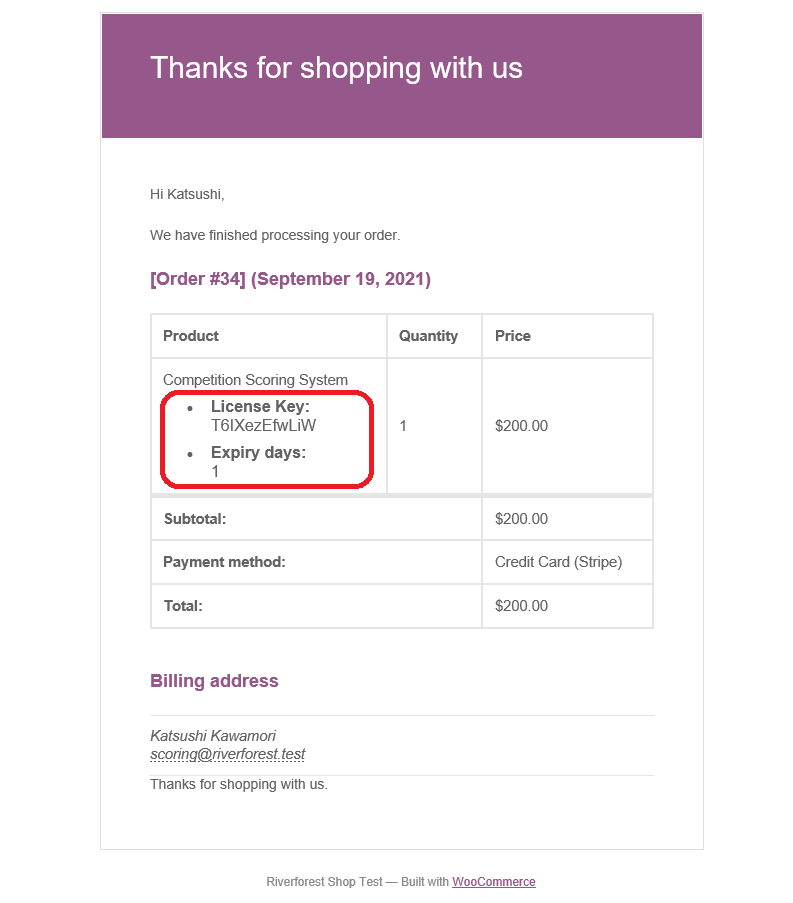 Thanks for shopping with us
Hi Katsushi,
We have finished processing your order.
[Order #34] (September 19, 2021)
Product Quantity Price
Competition Scoring System
• License Key:
T6IXezEfwLiW
• Expiry days:
1
1 $200.00
Subtotal: $200.00
Payment method: Credit Card (Stripe)
Total: $200.00
Billing address
Katsushi Kawamori
scoring@riverforest.test
Thanks for shopping with us.
Riverforest Shop Test — Built with WooCommerce